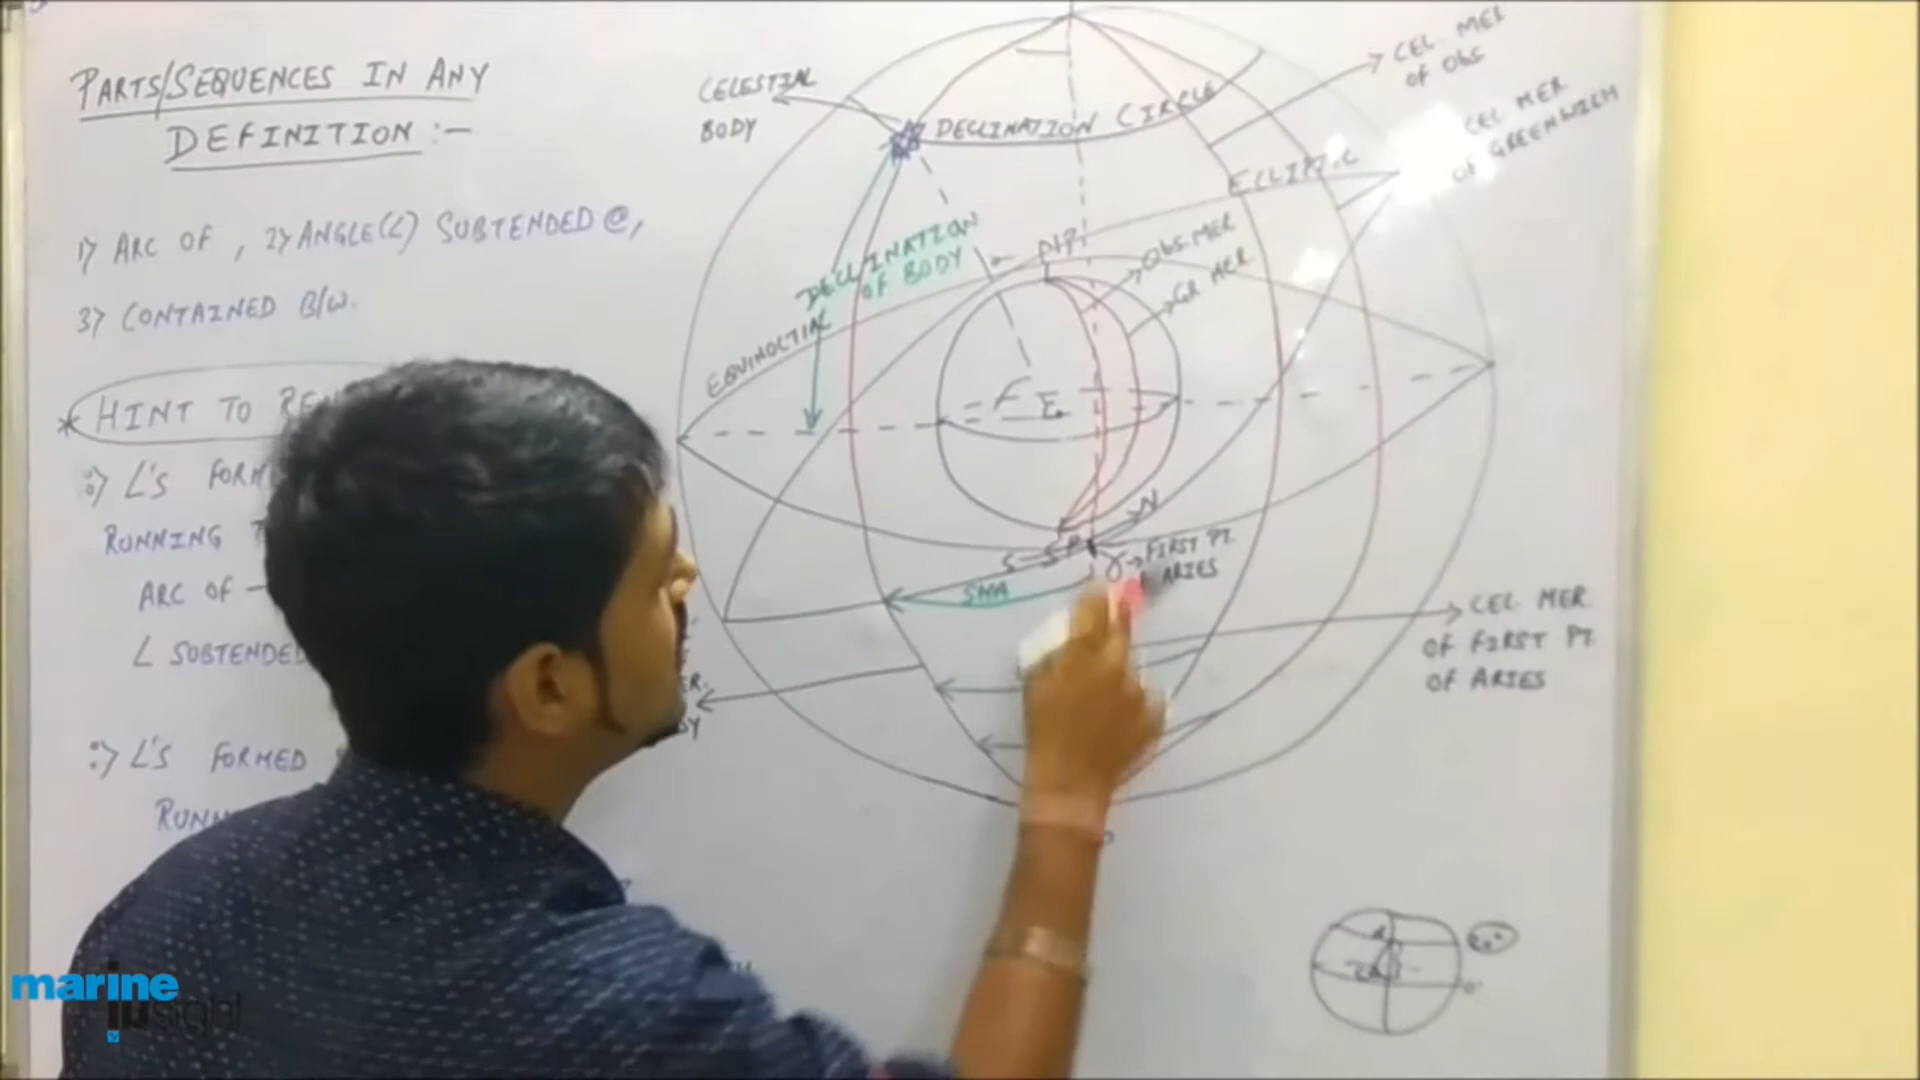 PARTS/SEQUENCES IN ANY
DEFINITION :-
1) ARC OF , 2) ANGLE(∠) SUBTENDED @,
3) CONTAINED B/W.
* HINT TO
∠'S
RUNNING
ARC OF -
∠ SUBTENDED
∠'S FORMED
CELESTIAL
BODY
DECLINATION CIRCLE
CEL. MER
OF OBS
CEL MER
OF GREENWICH
ECLIPTIC
DECLINATION
OF BODY
EQUINOCTIAL
NP
OBS. MER
GR MER
E
N
S
SP
SHA
♈→ FIRST PT.
ARIES
CEL. MER.
OF FIRST PT.
OF ARIES
marine
insight